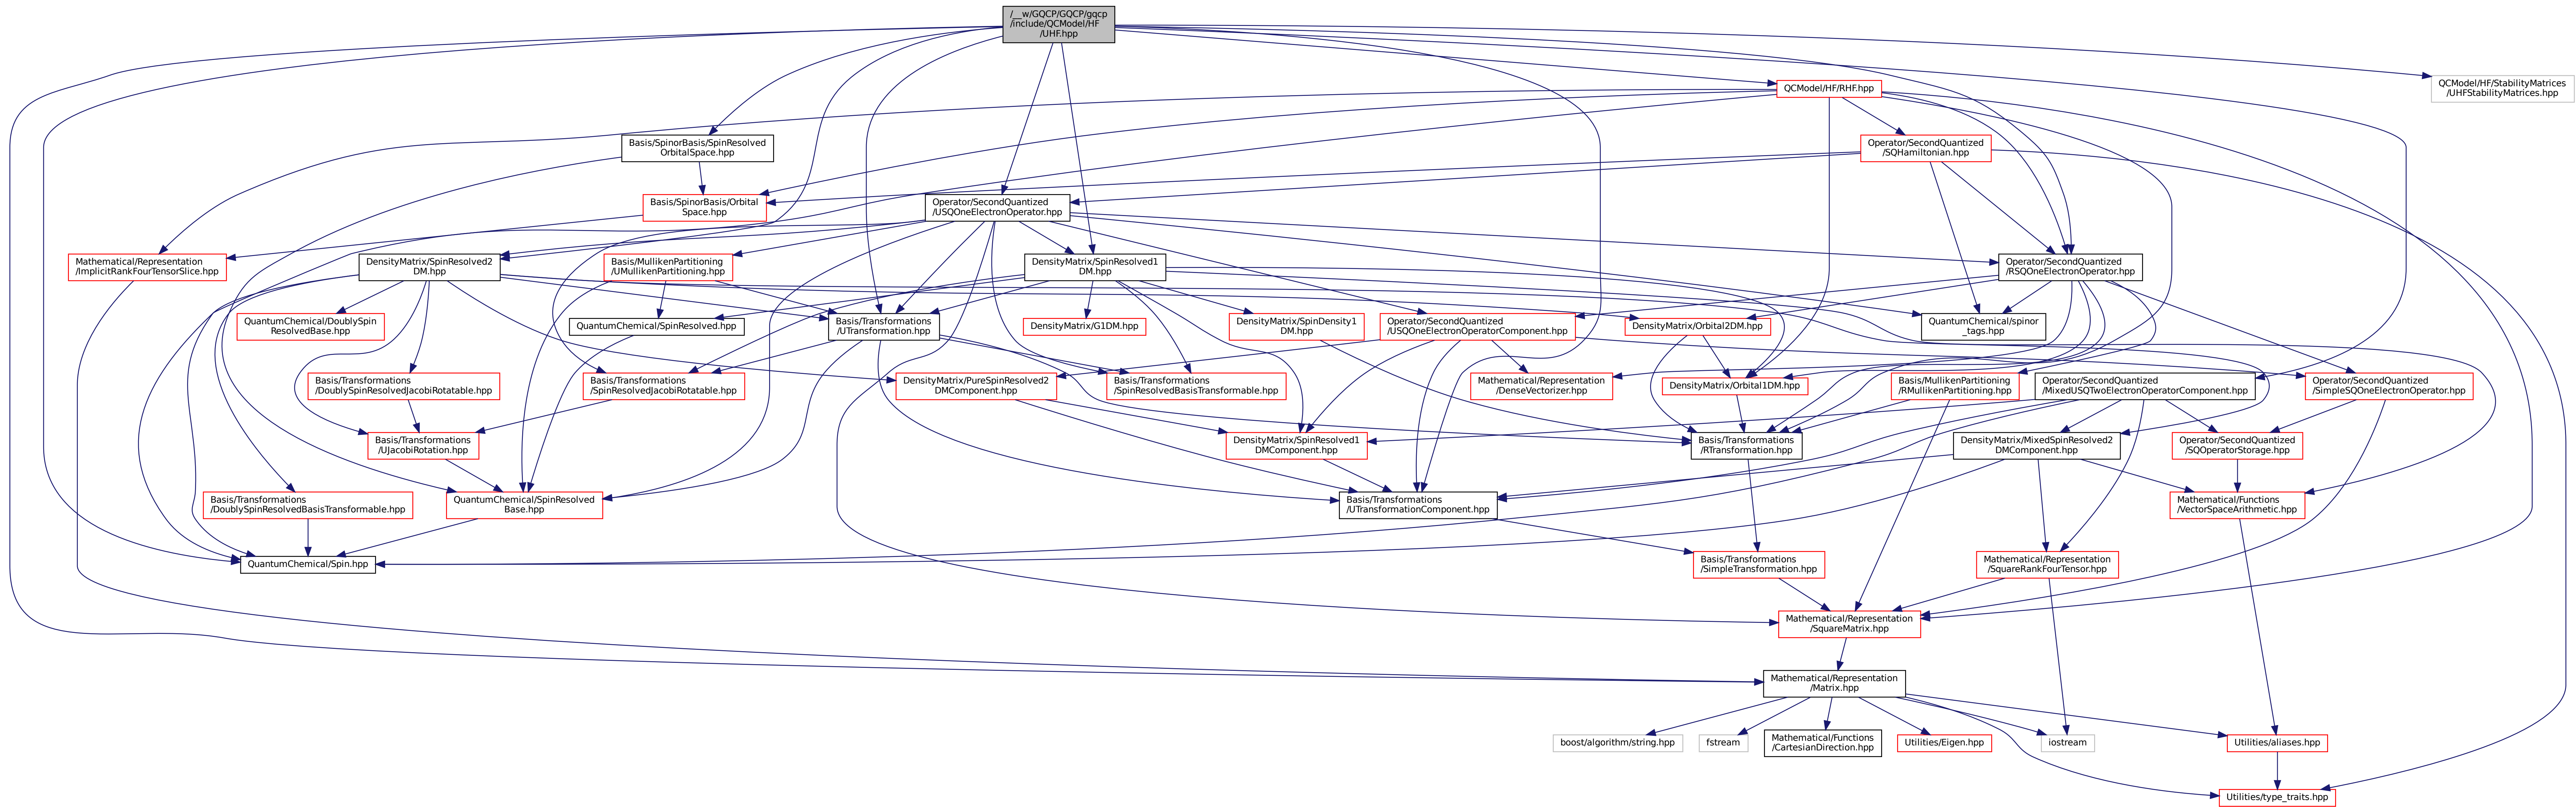 /__w/GQCP/GQCP/gqcp
/include/QCModel/HF
/UHF.hpp
QCModel/HF/RHF.hpp
QCModel/HF/StabilityMatrices
/UHFStabilityMatrices.hpp
Basis/SpinorBasis/SpinResolved
OrbitalSpace.hpp
Operator/SecondQuantized
/SQHamiltonian.hpp
Basis/SpinorBasis/Orbital
Space.hpp
Operator/SecondQuantized
/USQOneElectronOperator.hpp
Mathematical/Representation
/ImplicitRankFourTensorSlice.hpp
DensityMatrix/SpinResolved2
DM.hpp
Basis/MullikenPartitioning
/UMullikenPartitioning.hpp
DensityMatrix/SpinResolved1
DM.hpp
Operator/SecondQuantized
/RSQOneElectronOperator.hpp
QuantumChemical/DoublySpin
ResolvedBase.hpp
QuantumChemical/SpinResolved.hpp
Basis/Transformations
/UTransformation.hpp
DensityMatrix/G1DM.hpp
DensityMatrix/SpinDensity1
DM.hpp
Operator/SecondQuantized
/USQOneElectronOperatorComponent.hpp
DensityMatrix/Orbital2DM.hpp
QuantumChemical/spinor
_tags.hpp
Basis/Transformations
/DoublySpinResolvedJacobiRotatable.hpp
Basis/Transformations
/SpinResolvedJacobiRotatable.hpp
DensityMatrix/PureSpinResolved2
DMComponent.hpp
Basis/Transformations
/SpinResolvedBasisTransformable.hpp
Mathematical/Representation
/DenseVectorizer.hpp
DensityMatrix/Orbital1DM.hpp
Basis/MullikenPartitioning
/RMullikenPartitioning.hpp
Operator/SecondQuantized
/MixedUSQTwoElectronOperatorComponent.hpp
Operator/SecondQuantized
/SimpleSQOneElectronOperator.hpp
Basis/Transformations
/UJacobiRotation.hpp
DensityMatrix/SpinResolved1
DMComponent.hpp
Basis/Transformations
/RTransformation.hpp
DensityMatrix/MixedSpinResolved2
DMComponent.hpp
Operator/SecondQuantized
/SQOperatorStorage.hpp
Basis/Transformations
/DoublySpinResolvedBasisTransformable.hpp
QuantumChemical/SpinResolved
Base.hpp
Basis/Transformations
/UTransformationComponent.hpp
Mathematical/Functions
/VectorSpaceArithmetic.hpp
QuantumChemical/Spin.hpp
Basis/Transformations
/SimpleTransformation.hpp
Mathematical/Representation
/SquareRankFourTensor.hpp
Mathematical/Representation
/SquareMatrix.hpp
Mathematical/Representation
/Matrix.hpp
boost/algorithm/string.hpp
fstream
Mathematical/Functions
/CartesianDirection.hpp
Utilities/Eigen.hpp
iostream
Utilities/aliases.hpp
Utilities/type_traits.hpp